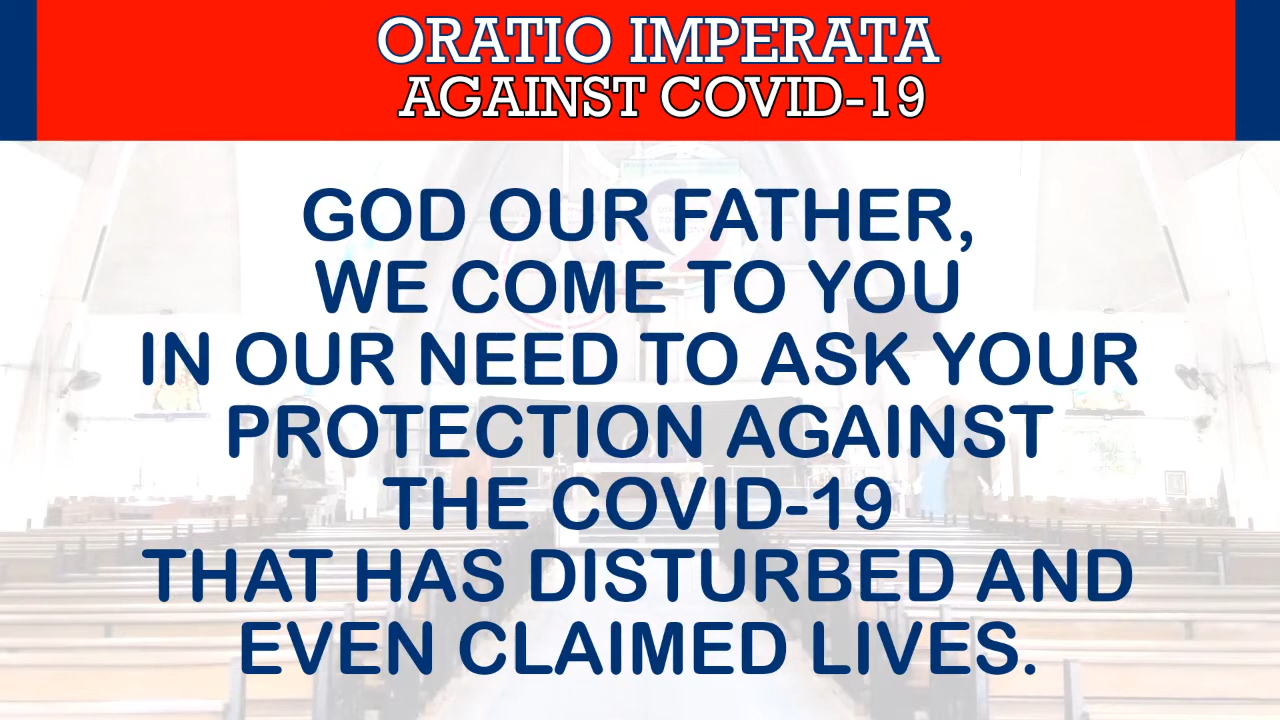 ORATIO IMPERATA
AGAINST COVID-19
GOD OUR FATHER,
WE COME TO YOU
IN OUR NEED TO ASK YOUR
PROTECTION AGAINST
THE COVID-19
THAT HAS DISTURBED AND
EVEN CLAIMED LIVES.